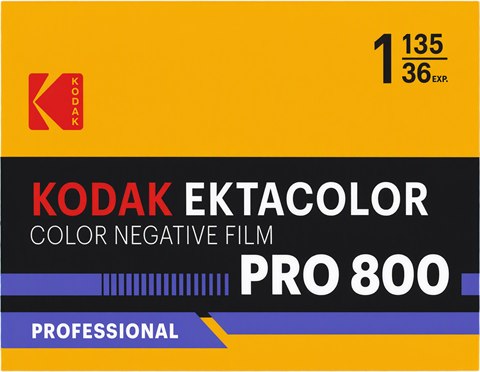 1 135
36 EXP.
KODAK
KODAK EKTACOLOR
COLOR NEGATIVE FILM
PRO 800
PROFESSIONAL